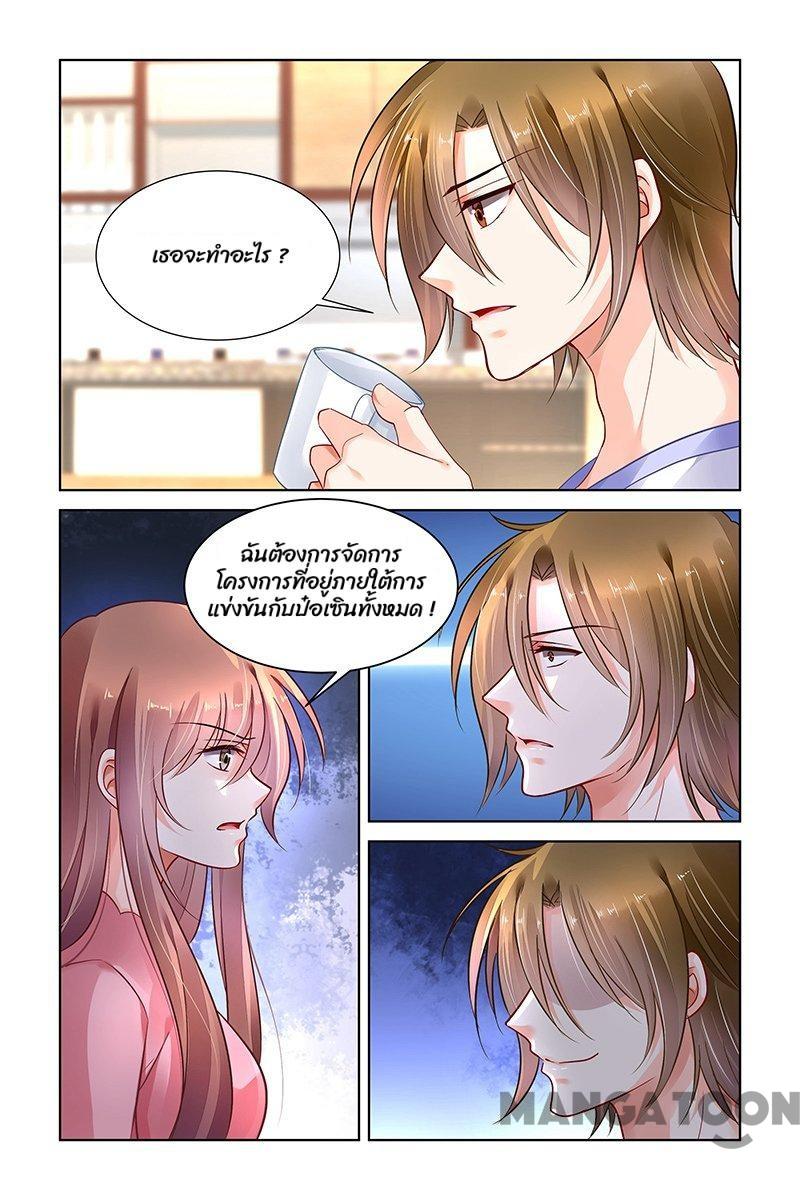 เธอจะทำอะไร ?
ฉันต้องการจัดการ
โครงการที่อยู่ภายใต้การ
แข่งขันกับป๋อเซินทั้งหมด !
MANGATOON